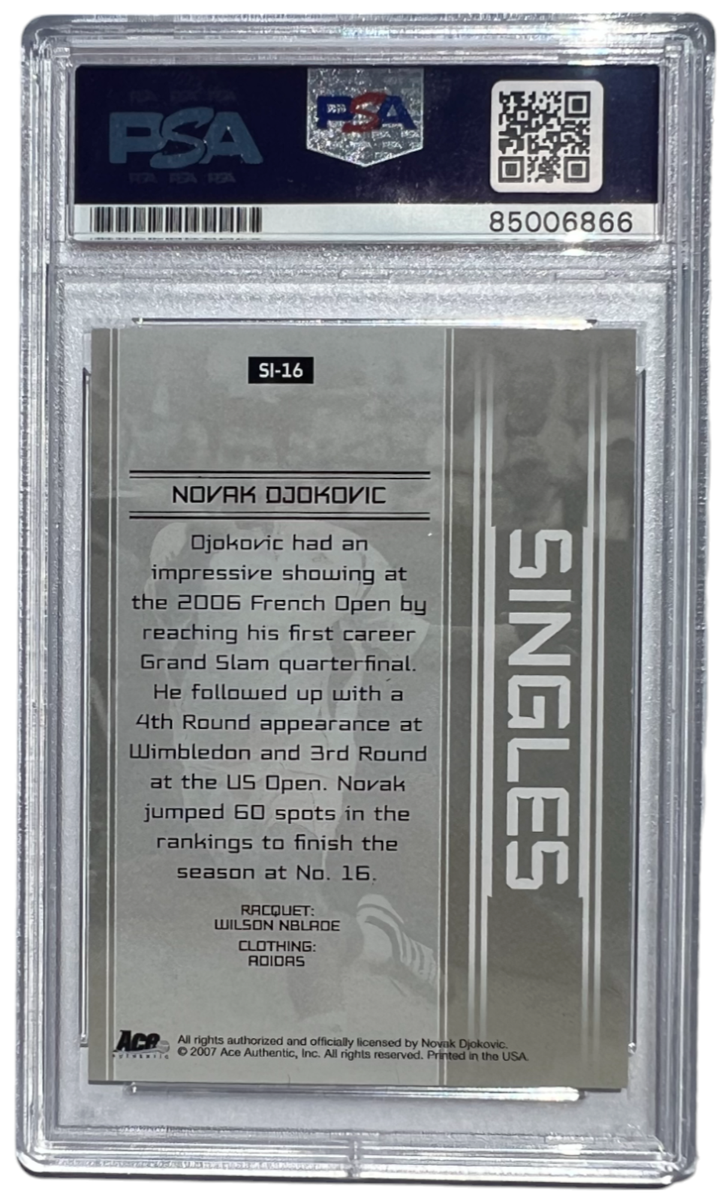 PSA
PSA
85006866
SI-16
NOVAK DJOKOVIC
Djokovic had an
impressive showing at
the 2006 French Open by
reaching his first career
Grand Slam quarterfinal.
He followed up with a
4th Round appearance at
Wimbledon and 3rd Round
at the US Open. Novak
jumped 60 spots in the
rankings to finish the
season at No. 16.
RACQUET:
WILSON NBLADE
CLOTHING:
ADIDAS
SINGLES
ACE
AUTHENTIC
All rights authorized and officially licensed by Novak Djokovic.
© 2007 Ace Authentic, Inc. All rights reserved. Printed in the USA.